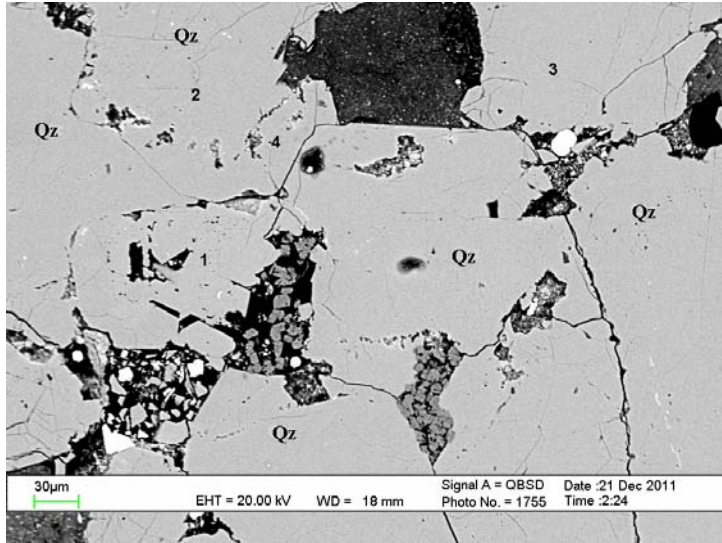 Qz
3
2
Qz
4
Qz
1
Qz
Qz
30µm
EHT = 20.00 kV
WD = 18 mm
Signal A = QBSD
Photo No. = 1755
Date :21 Dec 2011
Time :2:24